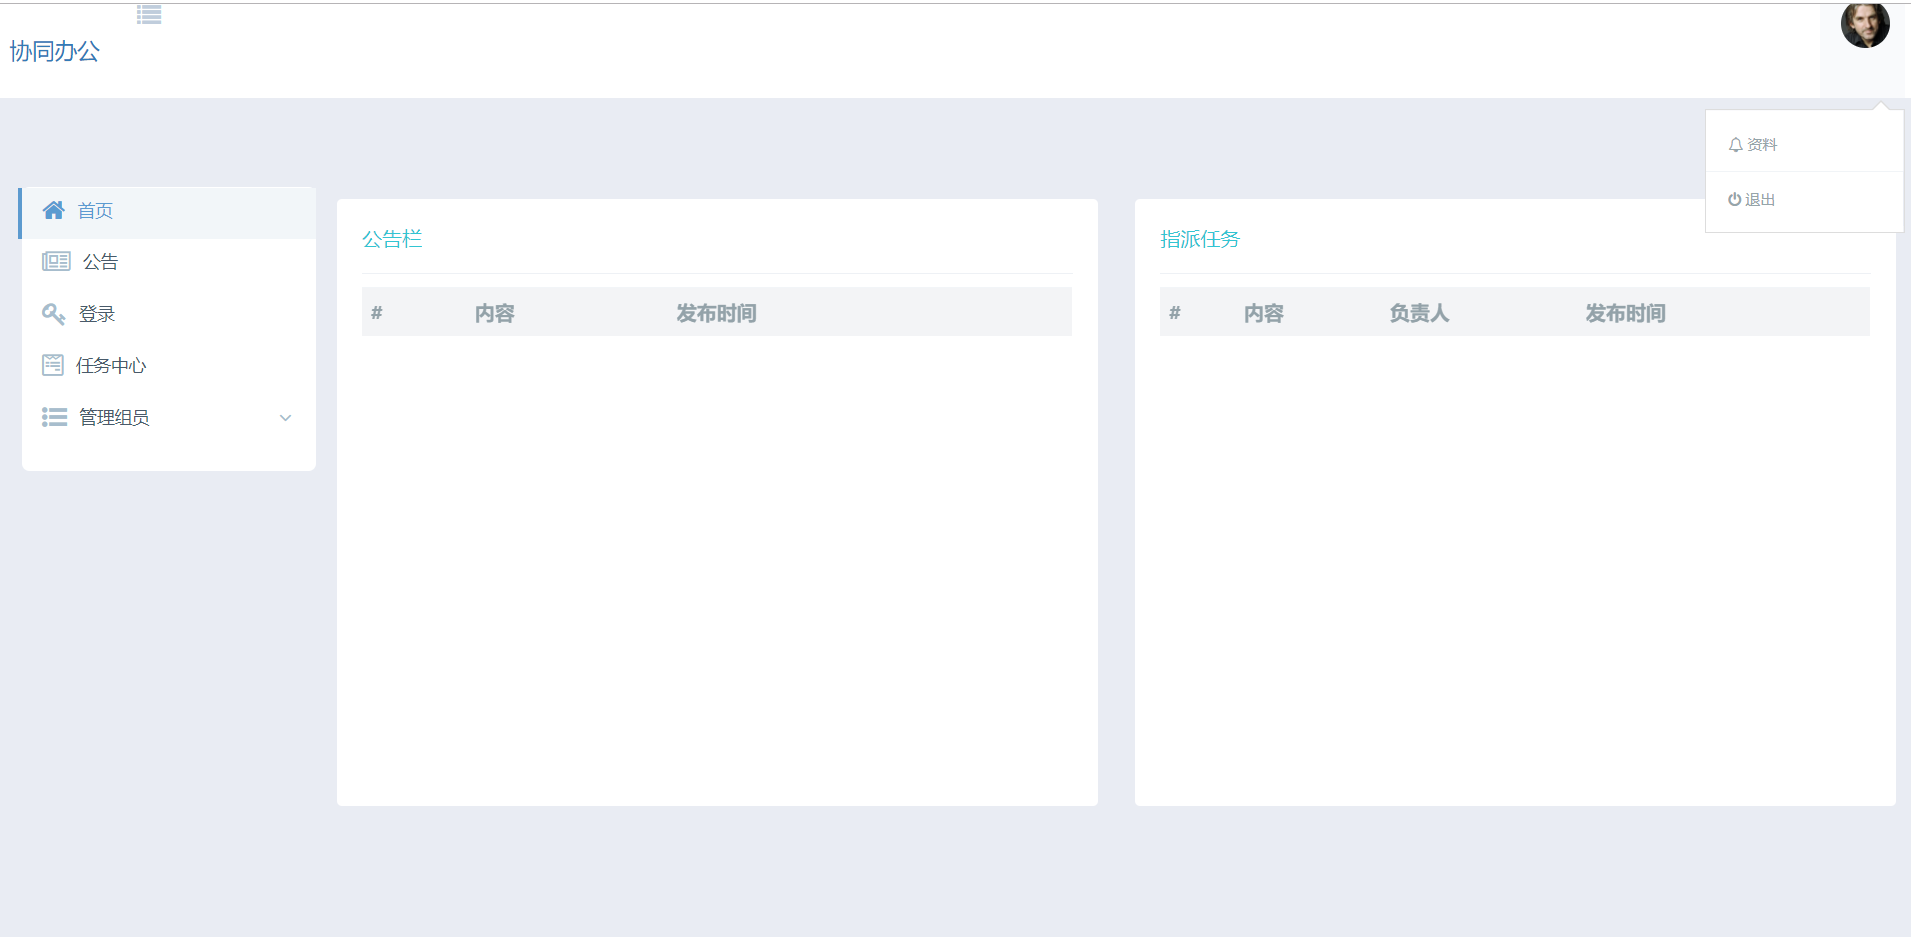 协同办公
资料
退出
首页
公告
登录
任务中心
管理组员
公告栏
# 内容 发布时间
指派任务
# 内容 负责人 发布时间